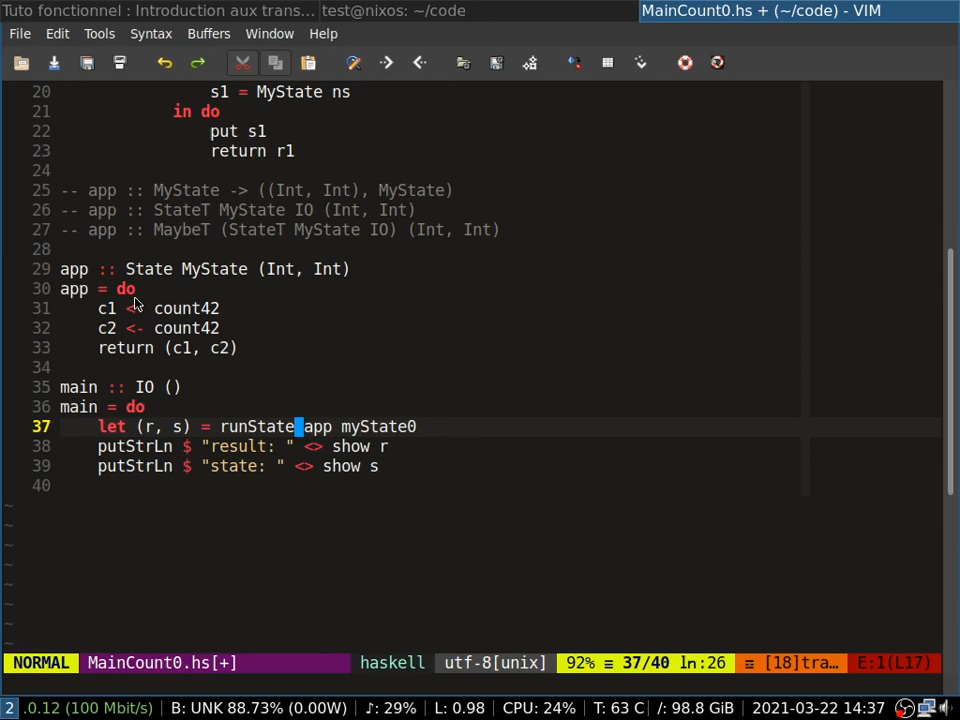 Tuto fonctionnel : Introduction aux trans... test@nixos: ~/code MainCount0.hs + (~/code) - VIM
File Edit Tools Syntax Buffers Window Help
20 s1 = MyState ns
21 in do
22 put s1
23 return r1
24
25 -- app :: MyState -> ((Int, Int), MyState)
26 -- app :: StateT MyState IO (Int, Int)
27 -- app :: MaybeT (StateT MyState IO) (Int, Int)
28
29 app :: State MyState (Int, Int)
30 app = do
31 c1 <- count42
32 c2 <- count42
33 return (c1, c2)
34
35 main :: IO ()
36 main = do
37 let (r, s) = runState app myState0
38 putStrLn $ "result: " <> show r
39 putStrLn $ "state: " <> show s
40
~
~
~
~
~
~
~
~
NORMAL MainCount0.hs[+] haskell utf-8[unix] 92% ≡ 37/40 ln:26 ≡ [18]tra… E:1(L17)
2 .0.12 (100 Mbit/s) B: UNK 88.73% (0.00W) ♪: 29% L: 0.98 CPU: 24% T: 63 C /: 98.8 GiB 2021-03-22 14:37